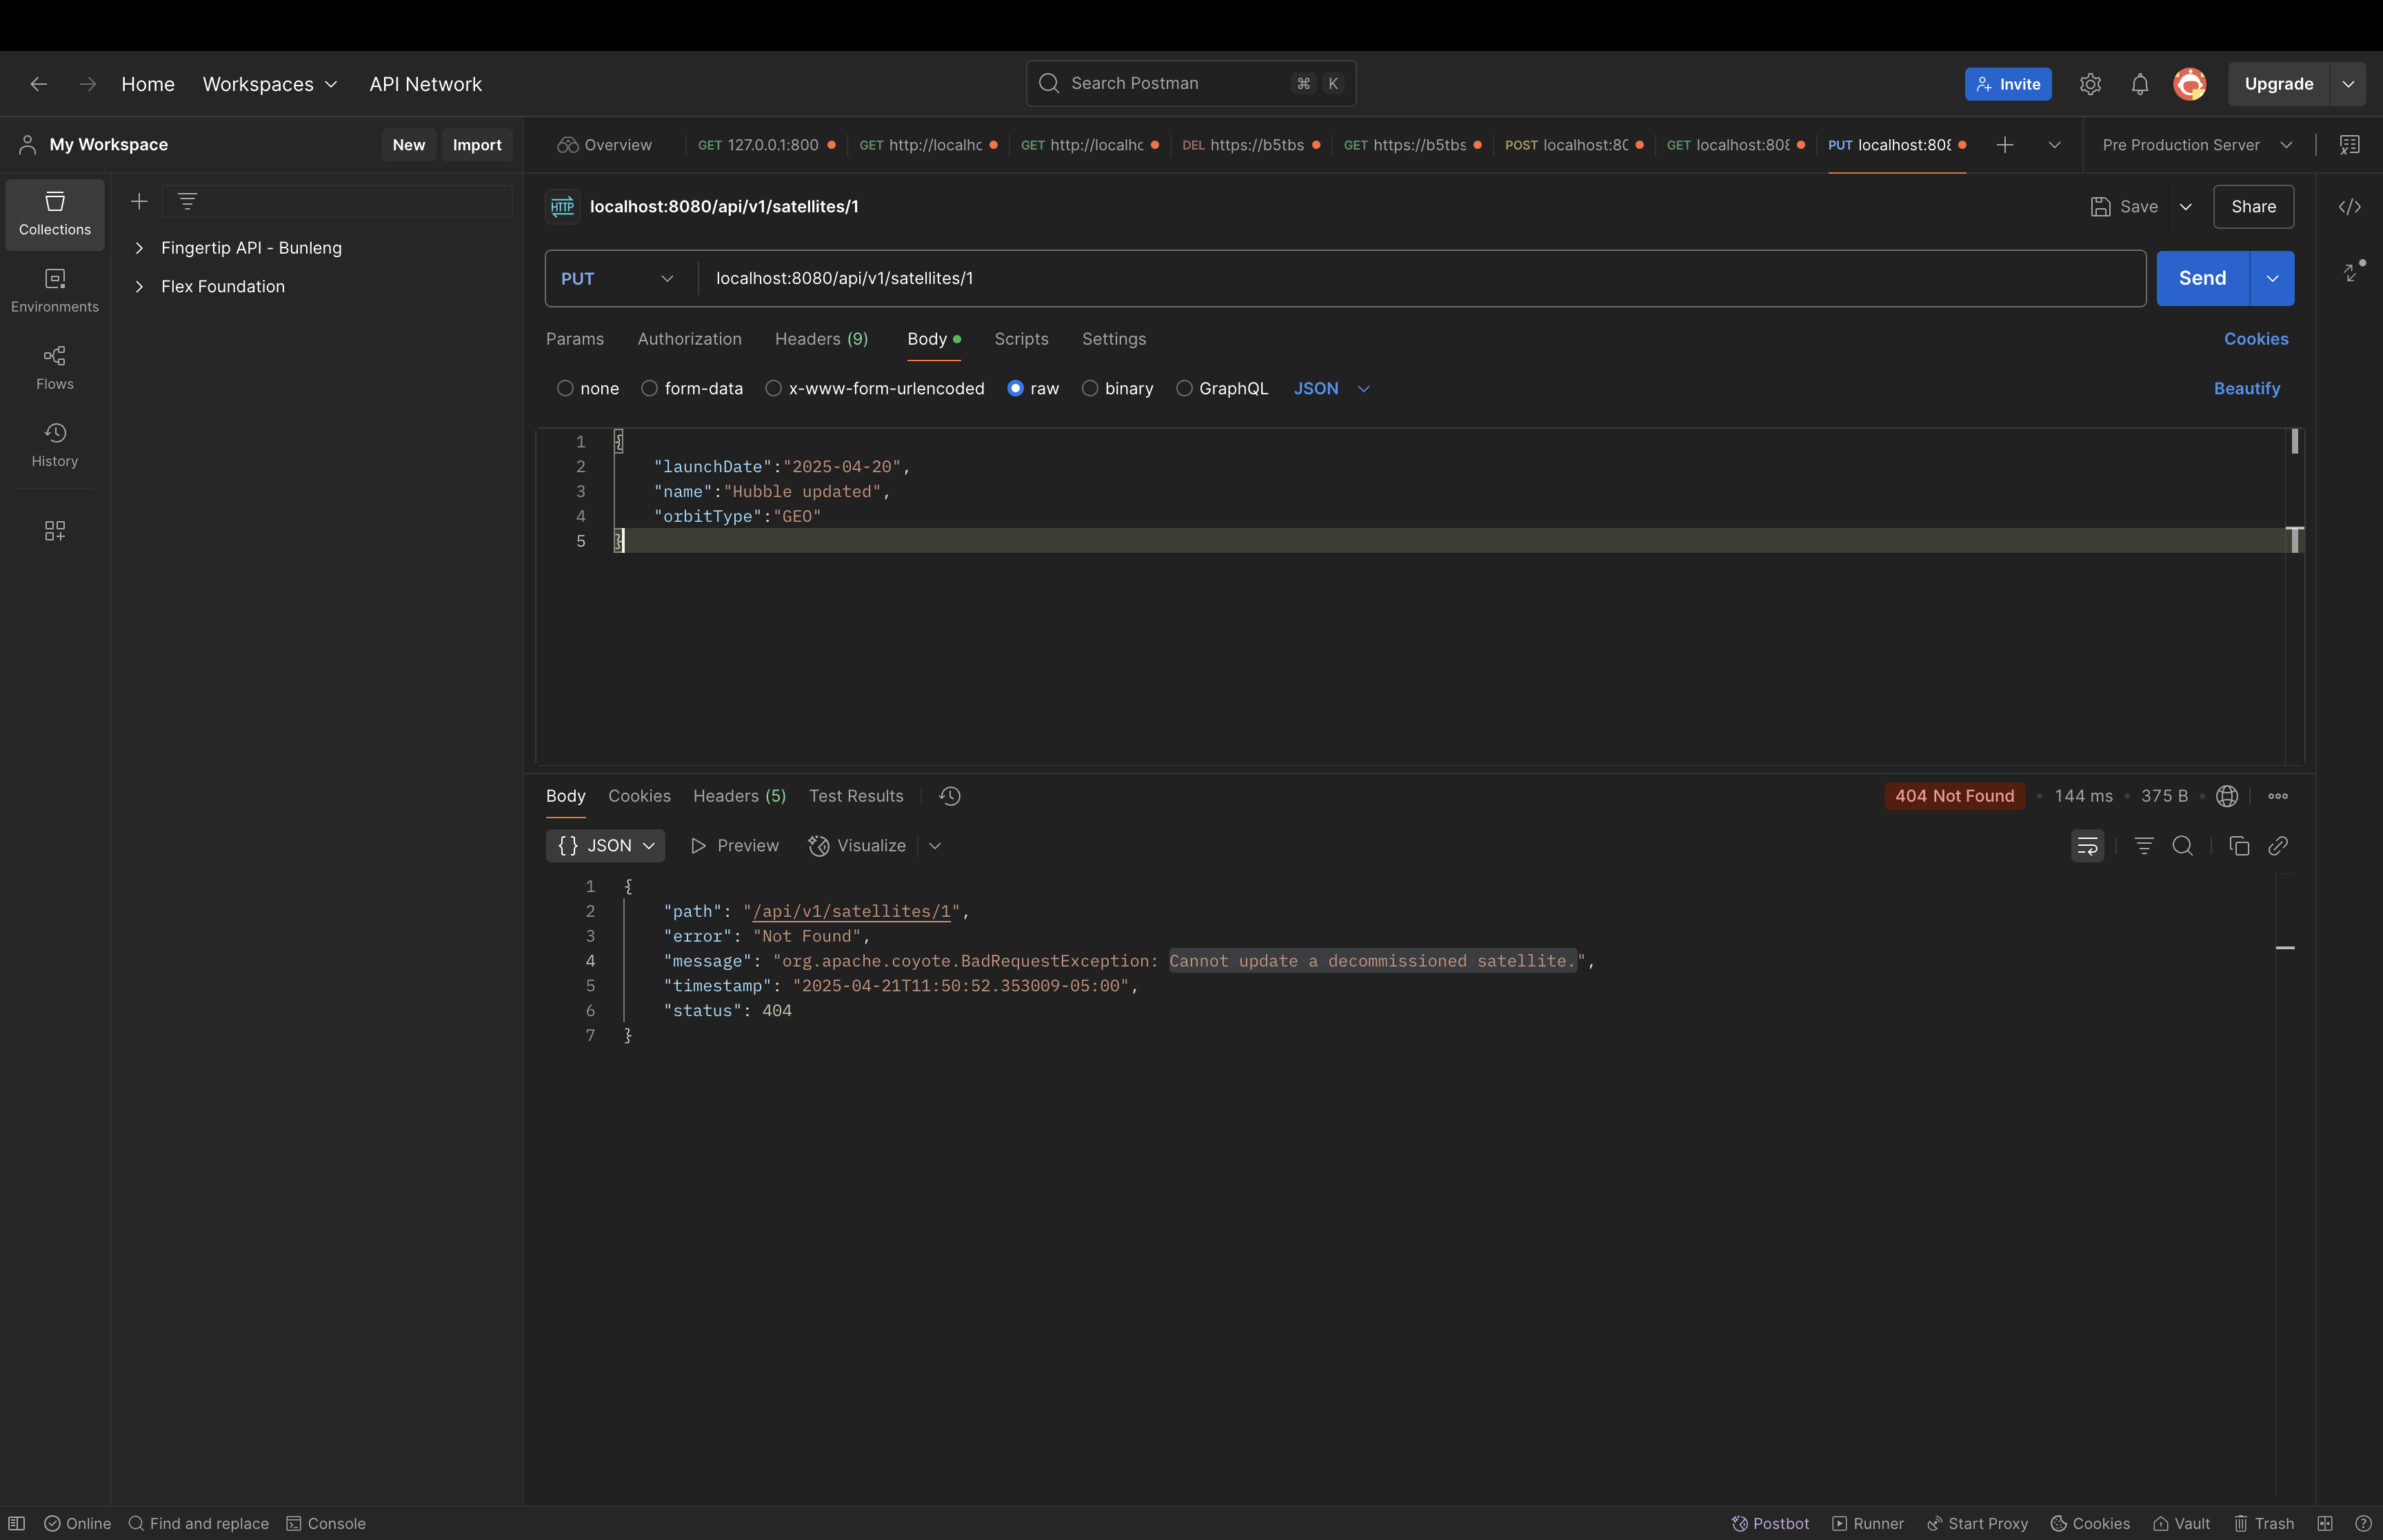 Home Workspaces API Network
Search Postman ⌘ K
Invite
Upgrade
My Workspace New Import
Overview GET 127.0.0.1:800 GET http://localhc GET http://localhc DEL https://b5tbs GET https://b5tbs POST localhost:80 GET localhost:808 PUT localhost:808 Pre Production Server
Collections
Environments
Flows
History
Fingertip API - Bunleng
Flex Foundation
HTTP localhost:8080/api/v1/satellites/1 Save Share
PUT localhost:8080/api/v1/satellites/1 Send
Params Authorization Headers (9) Body Scripts Settings Cookies
none form-data x-www-form-urlencoded raw binary GraphQL JSON Beautify
1 {
2 "launchDate":"2025-04-20",
3 "name":"Hubble updated",
4 "orbitType":"GEO"
5 }
Body Cookies Headers (5) Test Results 404 Not Found • 144 ms • 375 B
{ } JSON Preview Visualize
1 {
2 "path": "/api/v1/satellites/1",
3 "error": "Not Found",
4 "message": "org.apache.coyote.BadRequestException: Cannot update a decommissioned satellite.",
5 "timestamp": "2025-04-21T11:50:52.353009-05:00",
6 "status": 404
7 }
Online Find and replace Console Postbot Runner Start Proxy Cookies Vault Trash